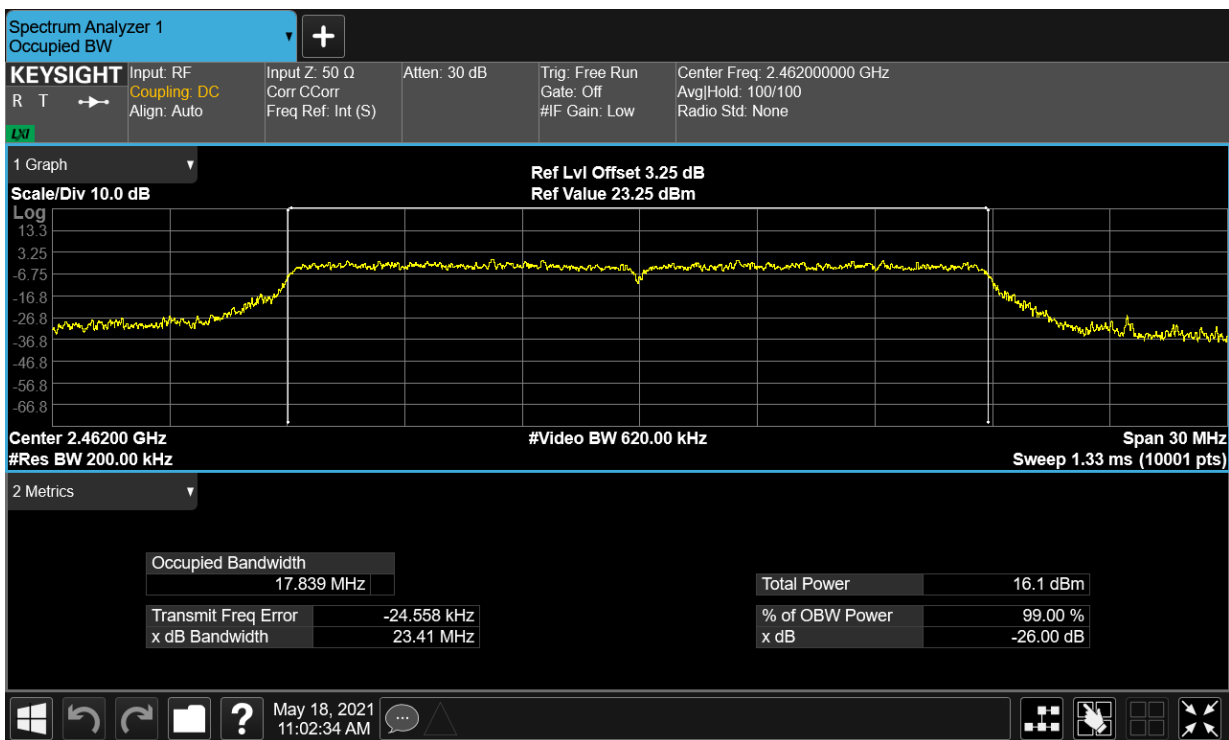 Spectrum Analyzer 1
Occupied BW
KEYSIGHT
R T
LXI
Input: RF
Coupling: DC
Align: Auto
Input Z: 50 Ω
Corr CCorr
Freq Ref: Int (S)
Atten: 30 dB
Trig: Free Run
Gate: Off
#IF Gain: Low
Center Freq: 2.462000000 GHz
Avg|Hold: 100/100
Radio Std: None
1 Graph
Scale/Div 10.0 dB
Ref Lvl Offset 3.25 dB
Ref Value 23.25 dBm
Log
13.3
3.25
-6.75
-16.8
-26.8
-36.8
-46.8
-56.8
-66.8
Center 2.46200 GHz
#Video BW 620.00 kHz
Span 30 MHz
#Res BW 200.00 kHz
Sweep 1.33 ms (10001 pts)
2 Metrics
Occupied Bandwidth
17.839 MHz
Total Power 16.1 dBm
Transmit Freq Error -24.558 kHz
% of OBW Power 99.00 %
x dB Bandwidth 23.41 MHz
x dB -26.00 dB
?
May 18, 2021
11:02:34 AM